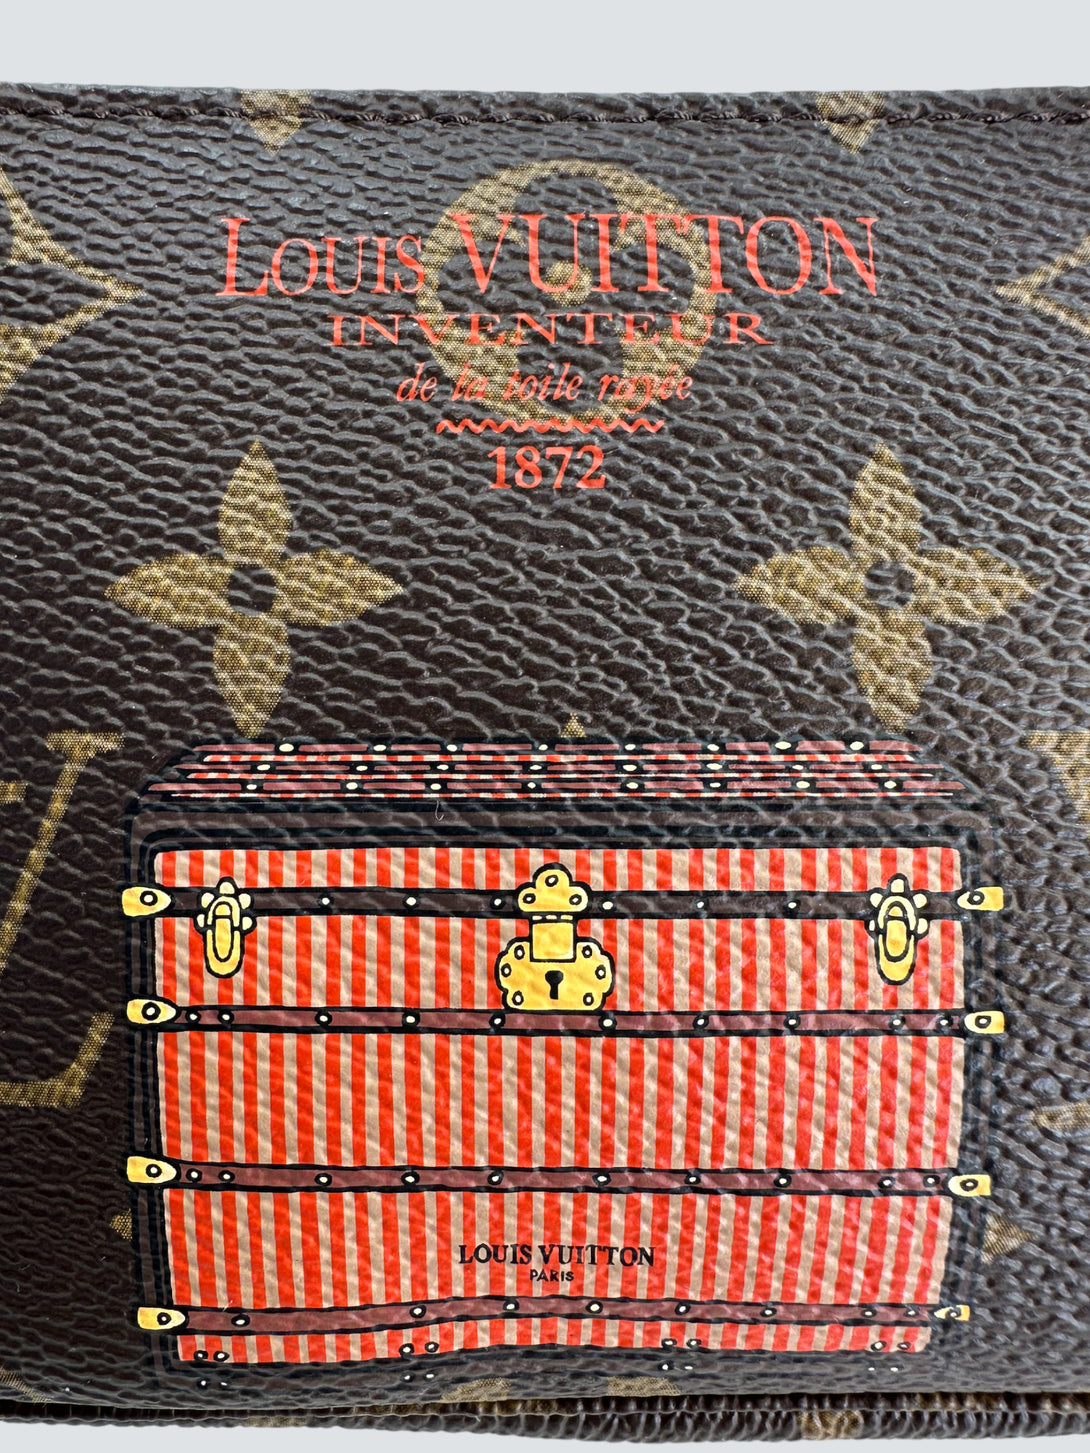 LOUIS VUITTON
INVENTEUR
de la toile rayée
1872
LOUIS VUITTON
PARIS